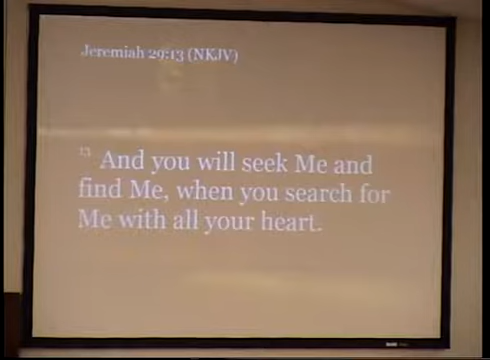 Jeremiah 29:13 (NKJV)
13 And you will seek Me and
find Me, when you search for
Me with all your heart.